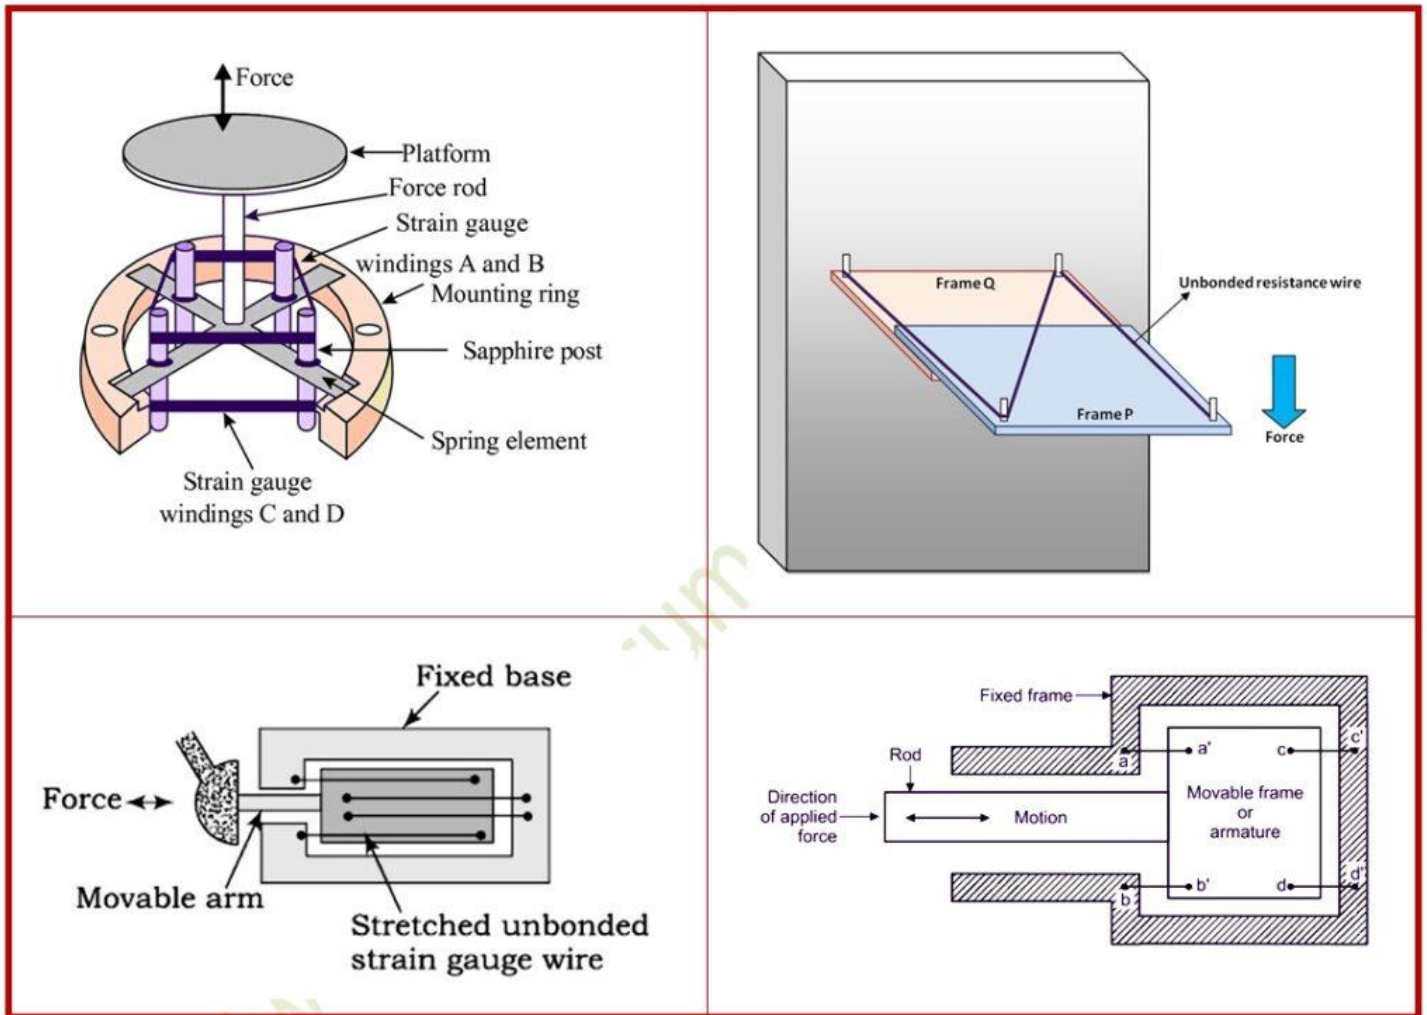 Force
Platform
Force rod
Strain gauge
windings A and B
Mounting ring
Sapphire post
Spring element
Strain gauge
windings C and D
Frame Q
Unbonded resistance wire
Frame P
Force
Fixed base
Force
Movable arm
Stretched unbonded
strain gauge wire
Fixed frame
a
a'
c
c'
Rod
Direction
of applied
force
Motion
Movable frame
or
armature
b
b'
d
d'